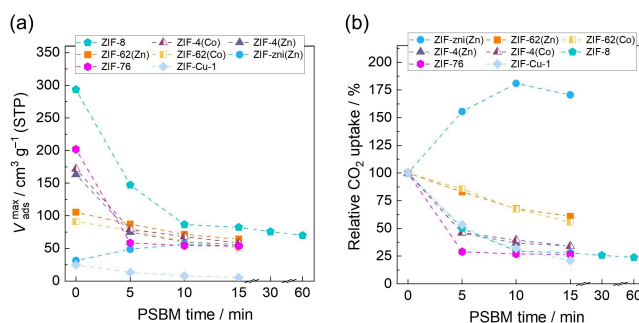 (a)
ZIF-8 ZIF-4(Co) ZIF-4(Zn)
ZIF-62(Zn) ZIF-62(Co) ZIF-zni(Zn)
ZIF-76 ZIF-Cu-1
350
300
250
200
150
100
50
0
V max ads / cm³ g⁻¹ (STP)
0 5 10 15 30 60
PSBM time / min
(b)
ZIF-zni(Zn) ZIF-62(Zn) ZIF-62(Co)
ZIF-4(Zn) ZIF-4(Co) ZIF-8
ZIF-76 ZIF-Cu-1
225
200
175
150
125
100
75
50
25
0
Relative CO₂ uptake / %
0 5 10 15 30 60
PSBM time / min